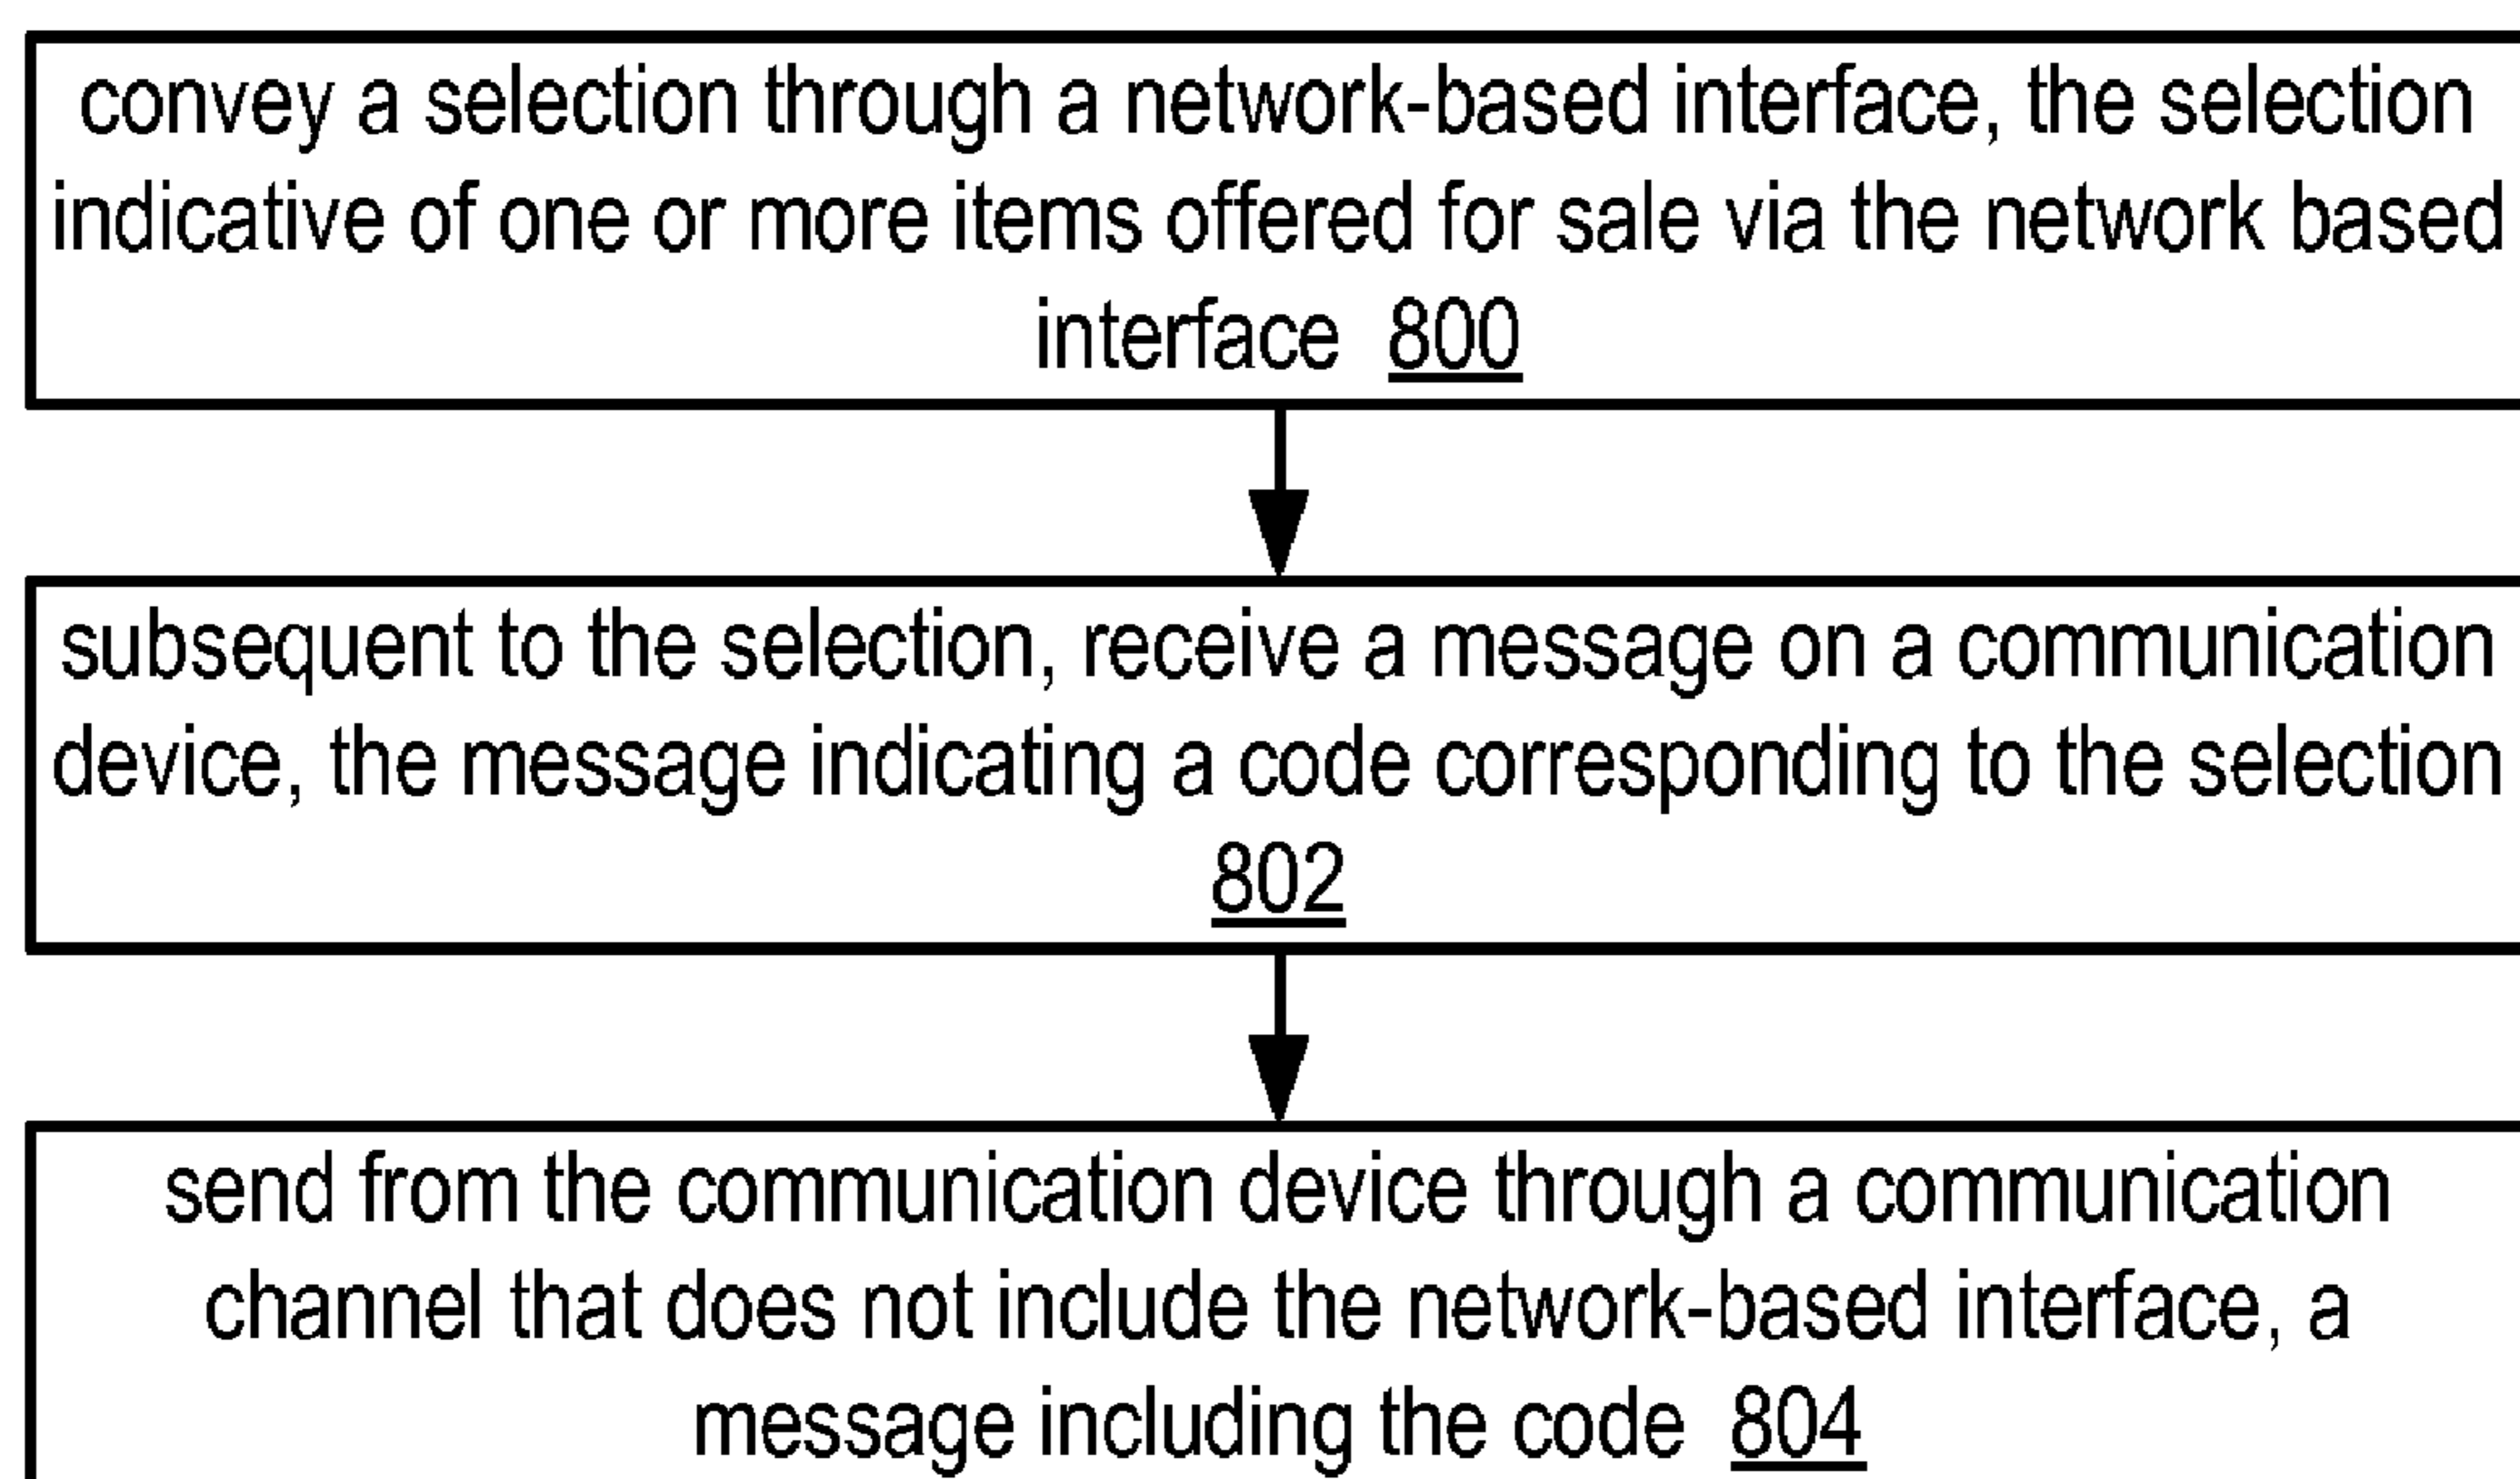 convey a selection through a network-based interface, the selection
indicative of one or more items offered for sale via the network based
interface 800
subsequent to the selection, receive a message on a communication
device, the message indicating a code corresponding to the selection
802
send from the communication device through a communication
channel that does not include the network-based interface, a
message including the code 804